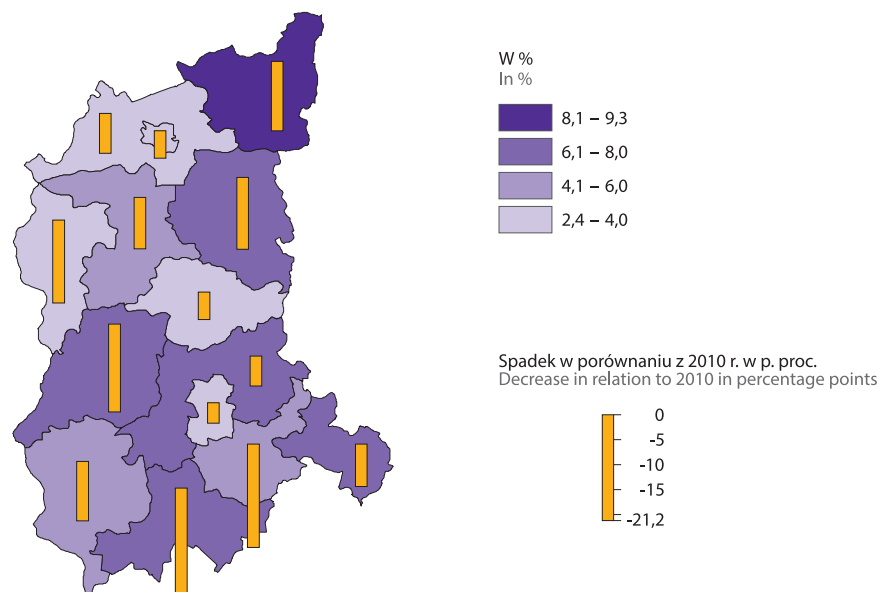 W %
In %
8,1 – 9,3
6,1 – 8,0
4,1 – 6,0
2,4 – 4,0
Spadek w porównaniu z 2010 r. w p. proc.
Decrease in relation to 2010 in percentage points
0
-5
-10
-15
-21,2